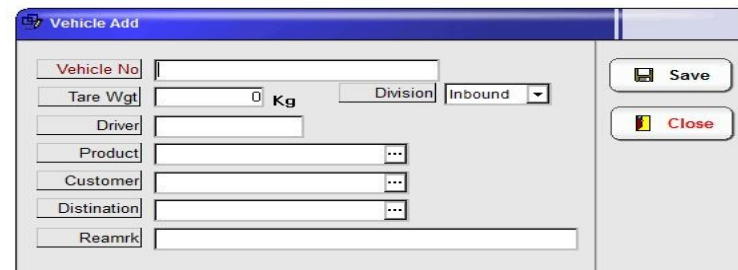 Vehicle Add
Vehicle No
Save
Tare Wgt 0 Kg Division Inbound
Driver
Close
Product ...
Customer ...
Distination ...
Reamrk